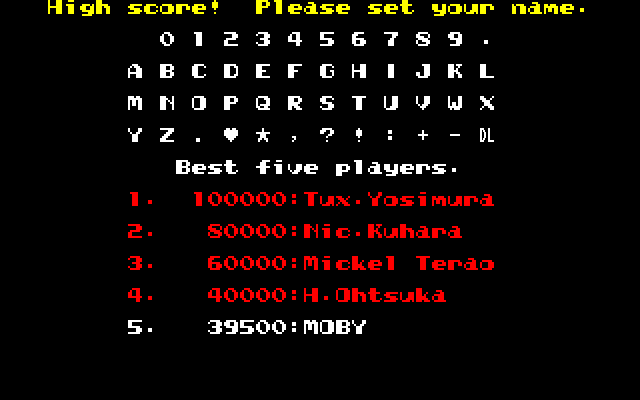 High score!  Please set your name.
0 1 2 3 4 5 6 7 8 9 .
A B C D E F G H I J K L
M N O P Q R S T U V W X
Y Z . ♥ ★ , ? ! : + - DL
Best five players.
1.  100000:Tux.Yosimura
2.  80000:Nic.Kuhara
3.  60000:Mickel Terao
4.  40000:H.Ohtsuka
5.  39500:MOBY